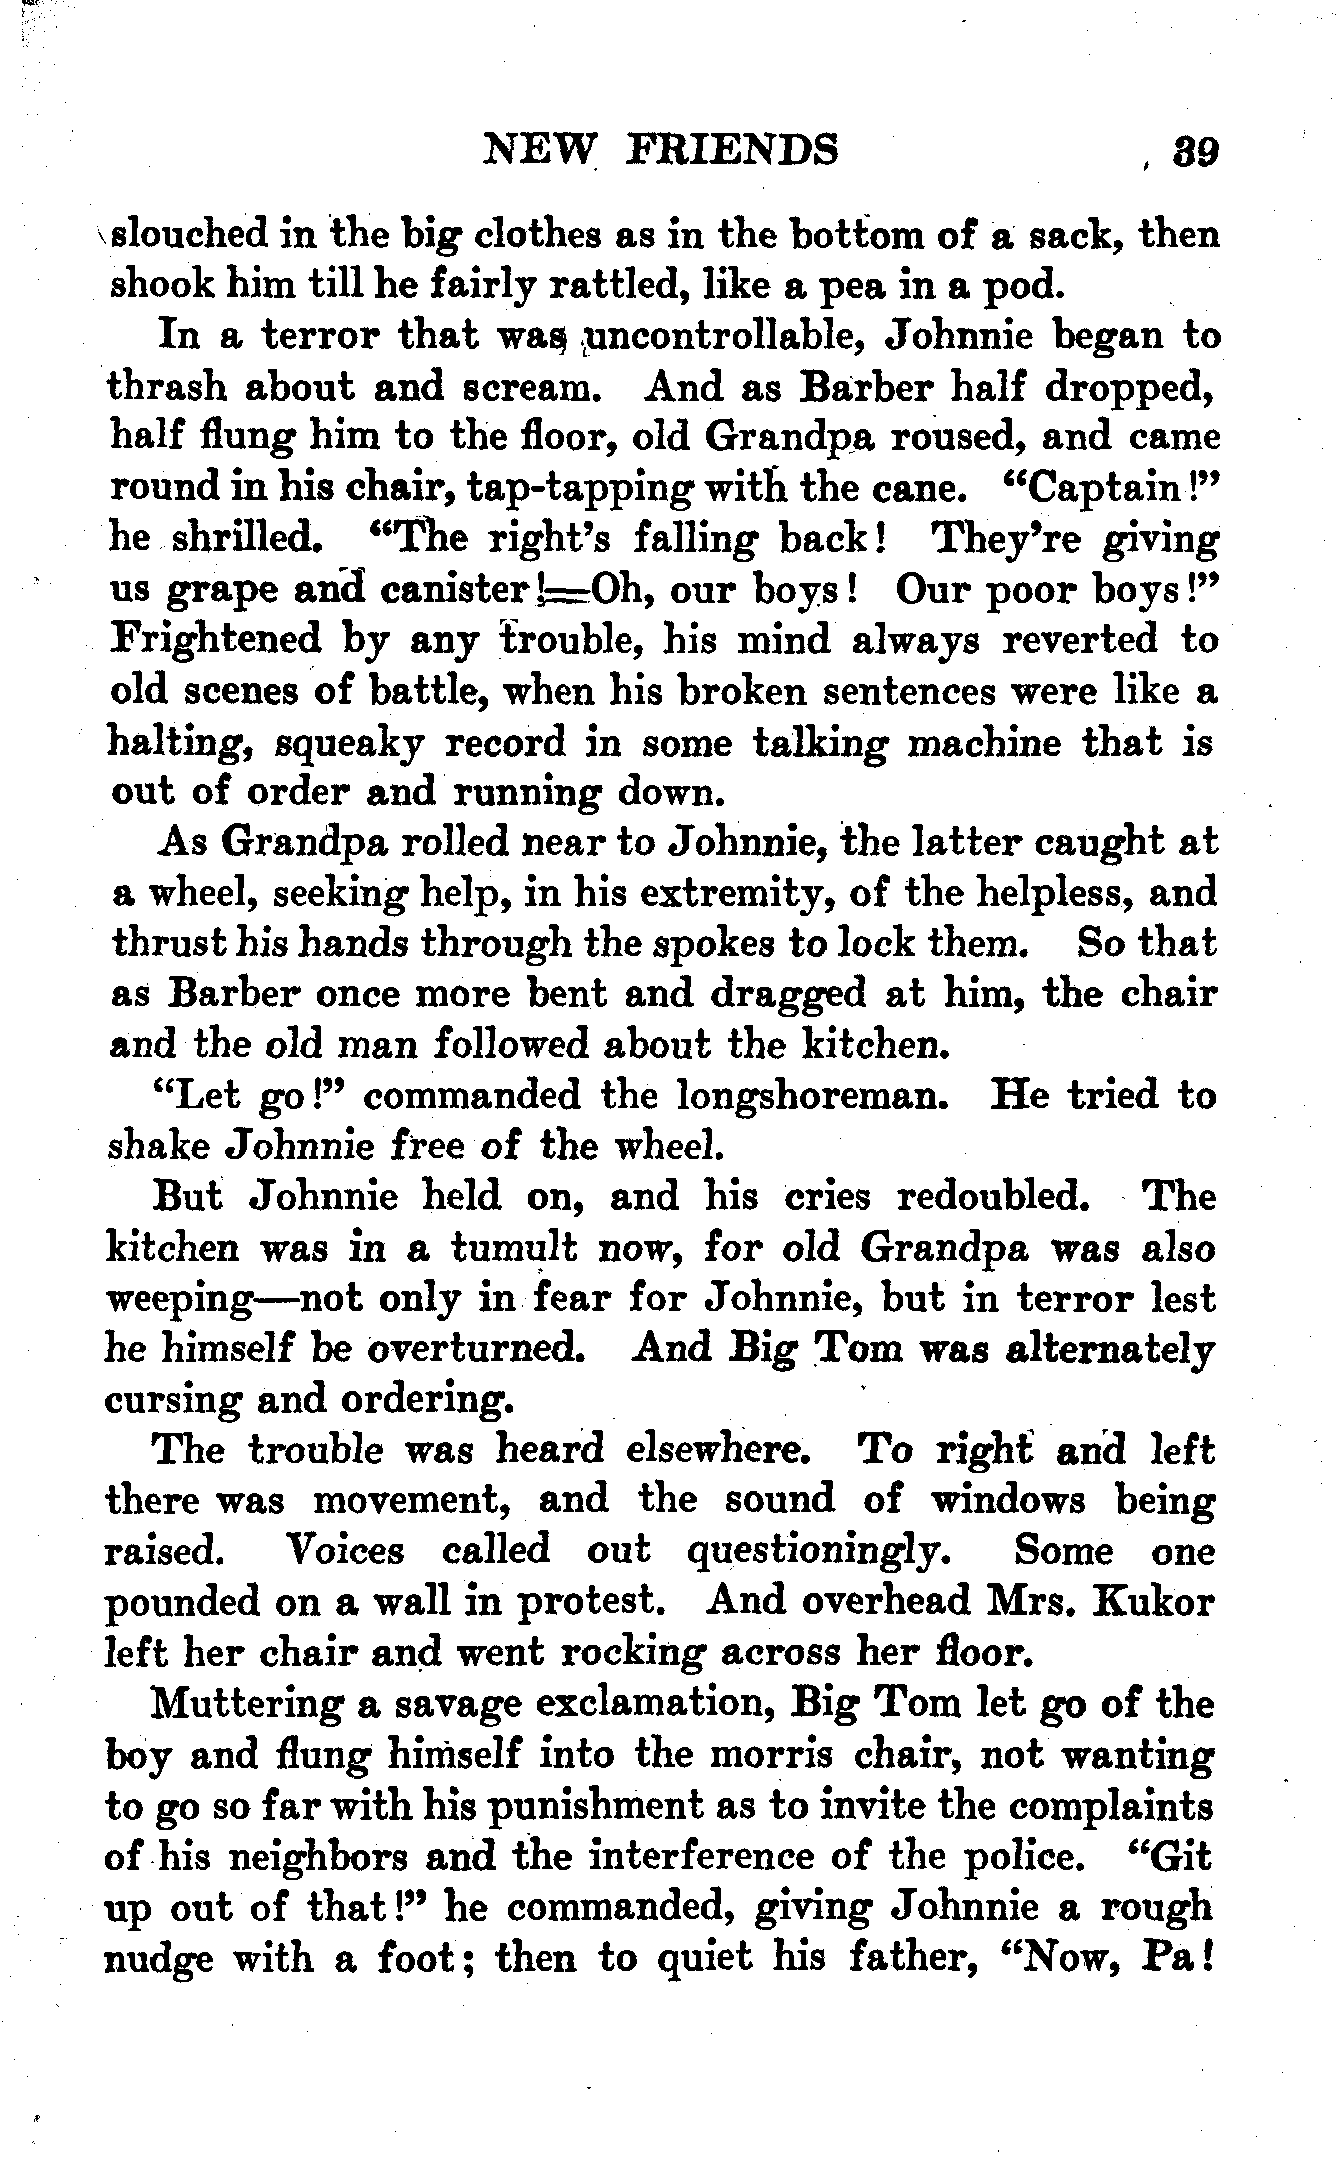 NEW FRIENDS 39
slouched in the big clothes as in the bottom of a sack, then
shook him till he fairly rattled, like a pea in a pod.
In a terror that was uncontrollable, Johnnie began to
thrash about and scream. And as Barber half dropped,
half flung him to the floor, old Grandpa roused, and came
round in his chair, tap-tapping with the cane. "Captain!"
he shrilled. "The right's falling back! They're giving
us grape and canister!—Oh, our boys! Our poor boys!"
Frightened by any trouble, his mind always reverted to
old scenes of battle, when his broken sentences were like a
halting, squeaky record in some talking machine that is
out of order and running down.
As Grandpa rolled near to Johnnie, the latter caught at
a wheel, seeking help, in his extremity, of the helpless, and
thrust his hands through the spokes to lock them. So that
as Barber once more bent and dragged at him, the chair
and the old man followed about the kitchen.
"Let go!" commanded the longshoreman. He tried to
shake Johnnie free of the wheel.
But Johnnie held on, and his cries redoubled. The
kitchen was in a tumult now, for old Grandpa was also
weeping—not only in fear for Johnnie, but in terror lest
he himself be overturned. And Big Tom was alternately
cursing and ordering.
The trouble was heard elsewhere. To right and left
there was movement, and the sound of windows being
raised. Voices called out questioningly. Some one
pounded on a wall in protest. And overhead Mrs. Kukor
left her chair and went rocking across her floor.
Muttering a savage exclamation, Big Tom let go of the
boy and flung himself into the morris chair, not wanting
to go so far with his punishment as to invite the complaints
of his neighbors and the interference of the police. "Git
up out of that!" he commanded, giving Johnnie a rough
nudge with a foot; then to quiet his father, "Now, Pa!